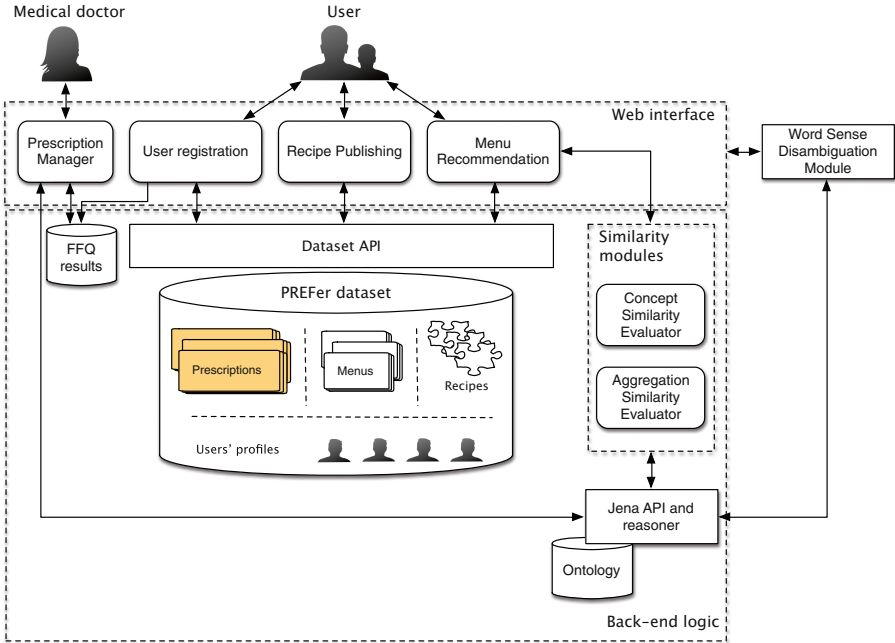 Medical doctor
User
Web interface
Prescription
Manager
User registration
Recipe Publishing
Menu
Recommendation
Word Sense
Disambiguation
Module
FFQ
results
Dataset API
Similarity
modules
PREFer dataset
Concept
Similarity
Evaluator
Prescriptions
Menus
Recipes
Aggregation
Similarity
Evaluator
Users' profiles
Jena API and
reasoner
Ontology
Back-end logic